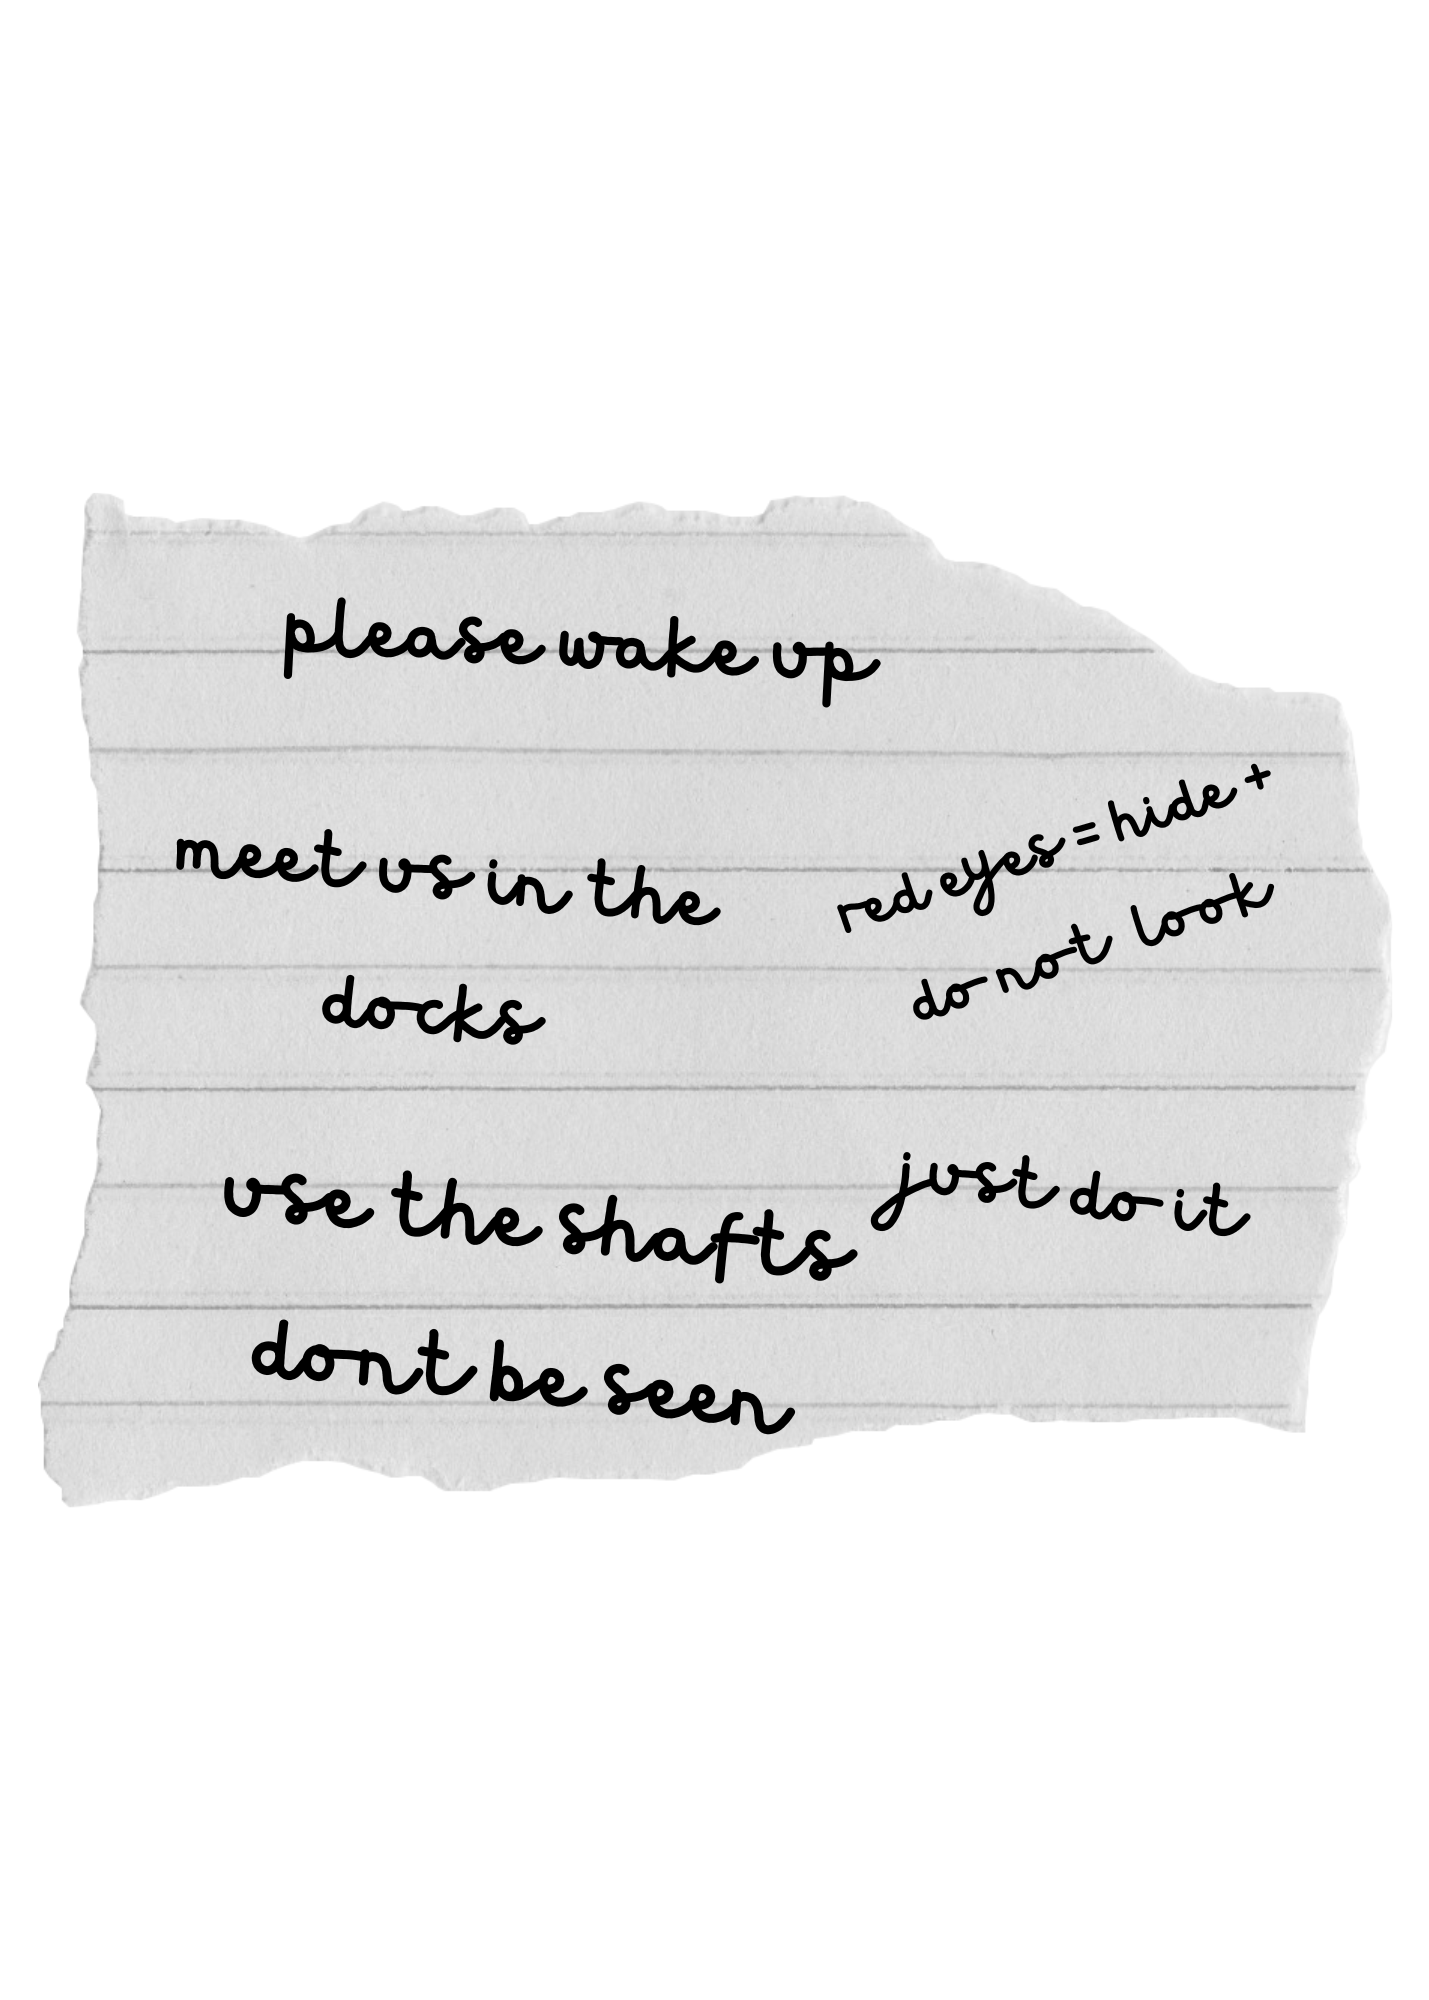 please wake up
red eyes = hide +
do not look
meet us in the
docks
use the shafts
just do it
dont be seen